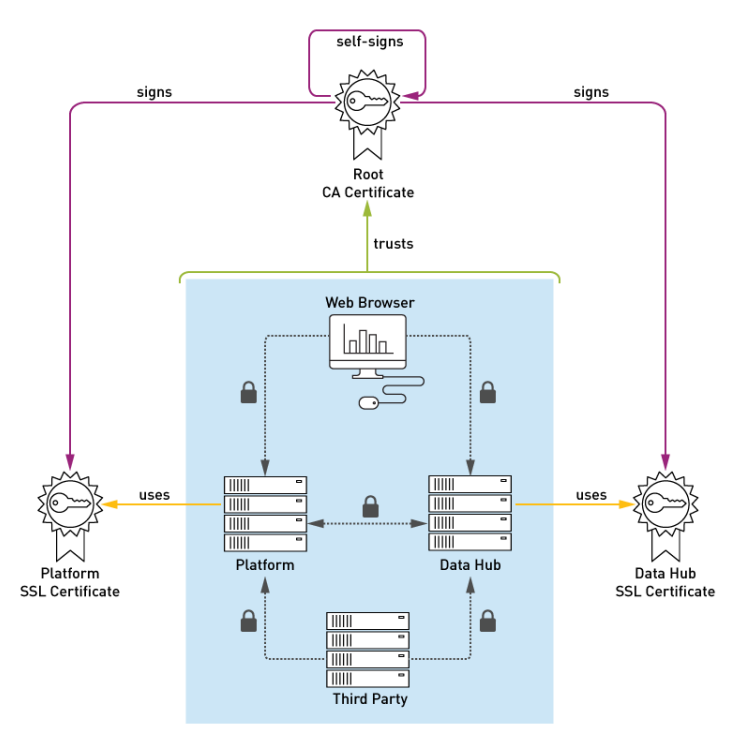 self-signs
signs
signs
Root
CA Certificate
trusts
Web Browser
uses
uses
Platform
Data Hub
Platform
SSL Certificate
Data Hub
SSL Certificate
Third Party